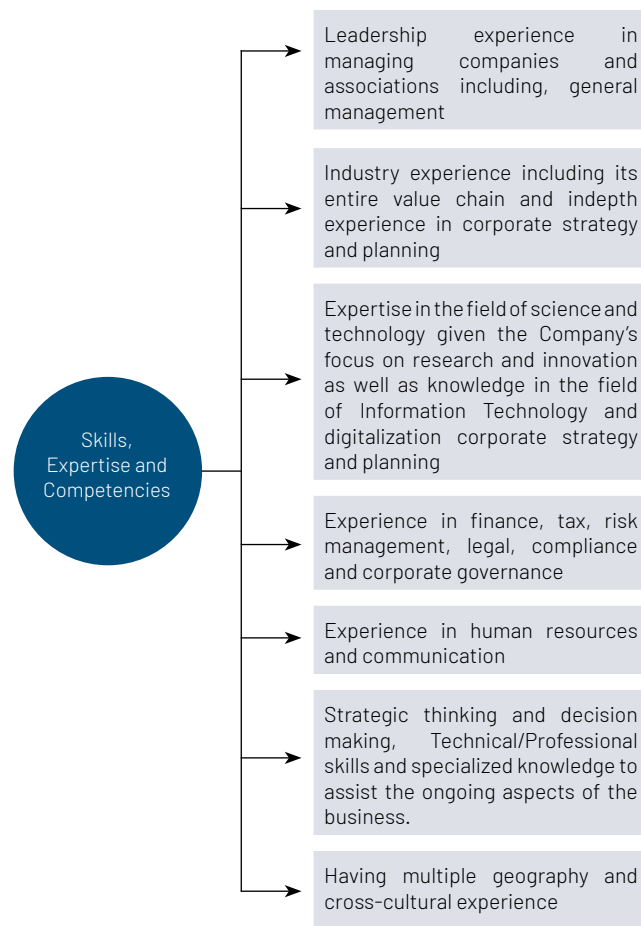 Leadership experience in
managing companies and
associations including, general
management
Industry experience including its
entire value chain and indepth
experience in corporate strategy
and planning
Expertise in the field of science and
technology given the Company's
focus on research and innovation
as well as knowledge in the field
of Information Technology and
digitalization corporate strategy
and planning
Skills,
Expertise and
Competencies
Experience in finance, tax, risk
management, legal, compliance
and corporate governance
Experience in human resources
and communication
Strategic thinking and decision
making, Technical/Professional
skills and specialized knowledge to
assist the ongoing aspects of the
business.
Having multiple geography and
cross-cultural experience